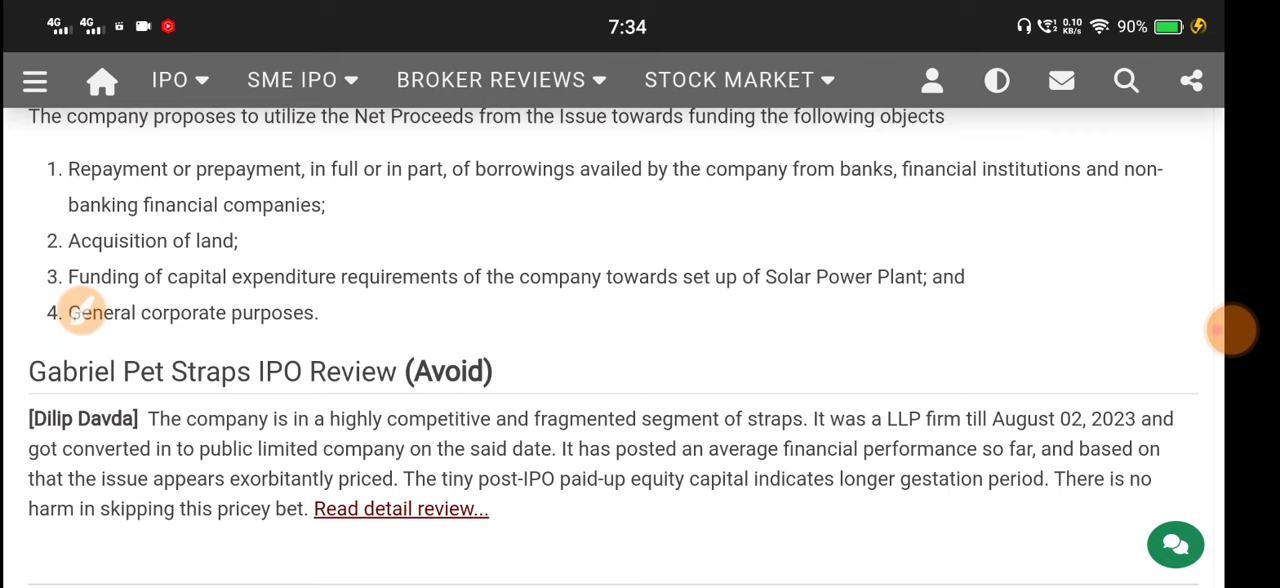 4G 4G 7:34 0.10 KB/s 90%
IPO SME IPO BROKER REVIEWS STOCK MARKET
The company proposes to utilize the Net Proceeds from the Issue towards funding the following objects
1. Repayment or prepayment, in full or in part, of borrowings availed by the company from banks, financial institutions and non-
banking financial companies;
2. Acquisition of land;
3. Funding of capital expenditure requirements of the company towards set up of Solar Power Plant; and
4. General corporate purposes.
Gabriel Pet Straps IPO Review (Avoid)
[Dilip Davda] The company is in a highly competitive and fragmented segment of straps. It was a LLP firm till August 02, 2023 and
got converted in to public limited company on the said date. It has posted an average financial performance so far, and based on
that the issue appears exorbitantly priced. The tiny post-IPO paid-up equity capital indicates longer gestation period. There is no
harm in skipping this pricey bet. Read detail review...